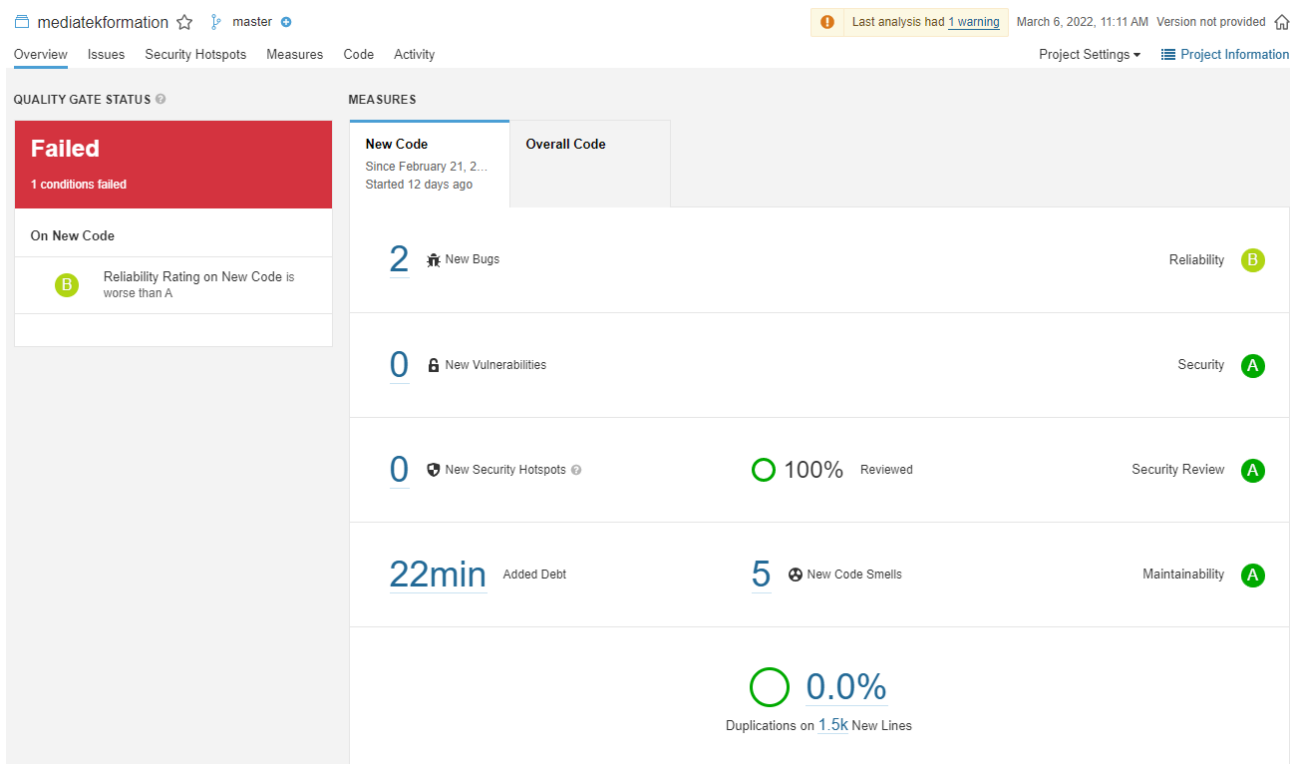 mediatekformation master
Last analysis had 1 warning March 6, 2022, 11:11 AM Version not provided
Overview Issues Security Hotspots Measures Code Activity
Project Settings Project Information
QUALITY GATE STATUS
Failed
1 conditions failed
On New Code
B Reliability Rating on New Code is
worse than A
MEASURES
New Code
Since February 21, 2...
Started 12 days ago
Overall Code
2 New Bugs Reliability B
0 New Vulnerabilities Security A
0 New Security Hotspots 100% Reviewed Security Review A
22min Added Debt 5 New Code Smells Maintainability A
0.0%
Duplications on 1.5k New Lines